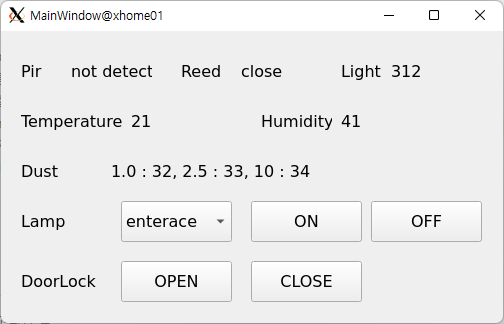 MainWindow@xhome01
Pir not detect Reed close Light 312
Temperature 21 Humidity 41
Dust 1.0 : 32, 2.5 : 33, 10 : 34
Lamp enterace ON OFF
DoorLock OPEN CLOSE